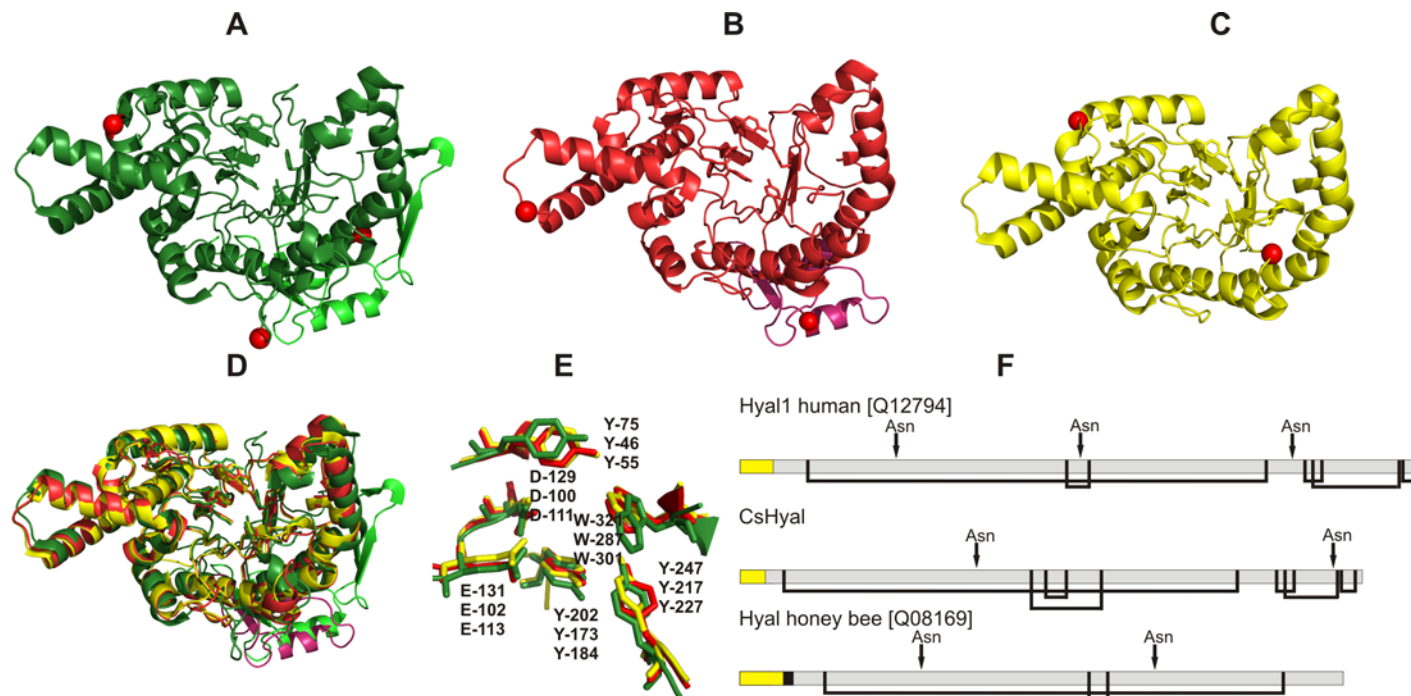 A
B
C
D
E
F
Y-75
Y-46
Y-55
D-129
D-100
D-111
W-321
W-287
W-301
E-131
E-102
E-113
Y-202
Y-173
Y-184
Y-247
Y-217
Y-227
Hyal1 human [Q12794]
Asn Asn Asn
CsHyal
Asn Asn
Hyal honey bee [Q08169]
Asn Asn